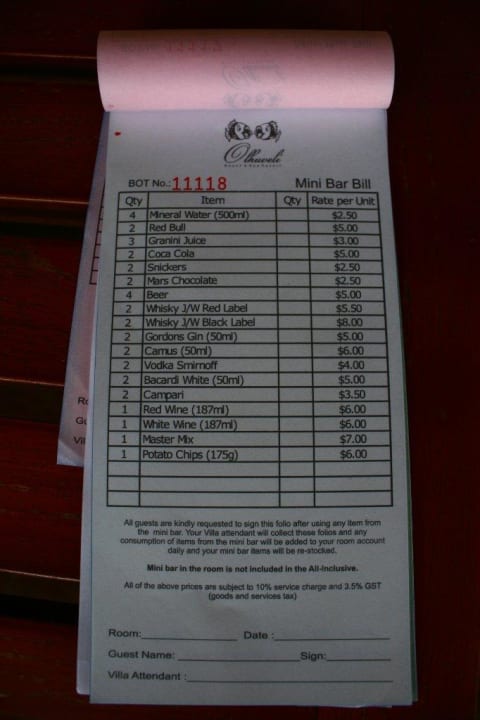 Olhuveli
BOT No.: 11118 Mini Bar Bill
Qty Item Qty Rate per Unit
4 Mineral Water (500ml) $2.50
2 Red Bull $5.00
3 Granini Juice $3.00
2 Coca Cola $5.00
2 Snickers $2.50
2 Mars Chocolate $2.50
4 Beer $5.00
2 Whisky J/W Red Label $5.50
2 Whisky J/W Black Label $8.00
2 Gordons Gin (50ml) $5.00
2 Camus (50ml) $6.00
2 Vodka Smirnoff $4.00
2 Bacardi White (50ml) $5.00
2 Campari $3.50
1 Red Wine (187ml) $6.00
1 White Wine (187ml) $6.00
1 Master Mix $7.00
1 Potato Chips (175g) $6.00
All guests are kindly requested to sign this folio after using any item from
the mini bar. Your Villa attendant will collect these folios and any
consumption of items from the mini bar will be added to your room account
daily and your mini bar items will be re-stocked.
Mini bar in the room is not included in the All-Inclusive.
All of the above prices are subject to 10% service charge and 3.5% GST
(goods and services tax)
Room: Date :
Guest Name: Sign:
Villa Attendant :